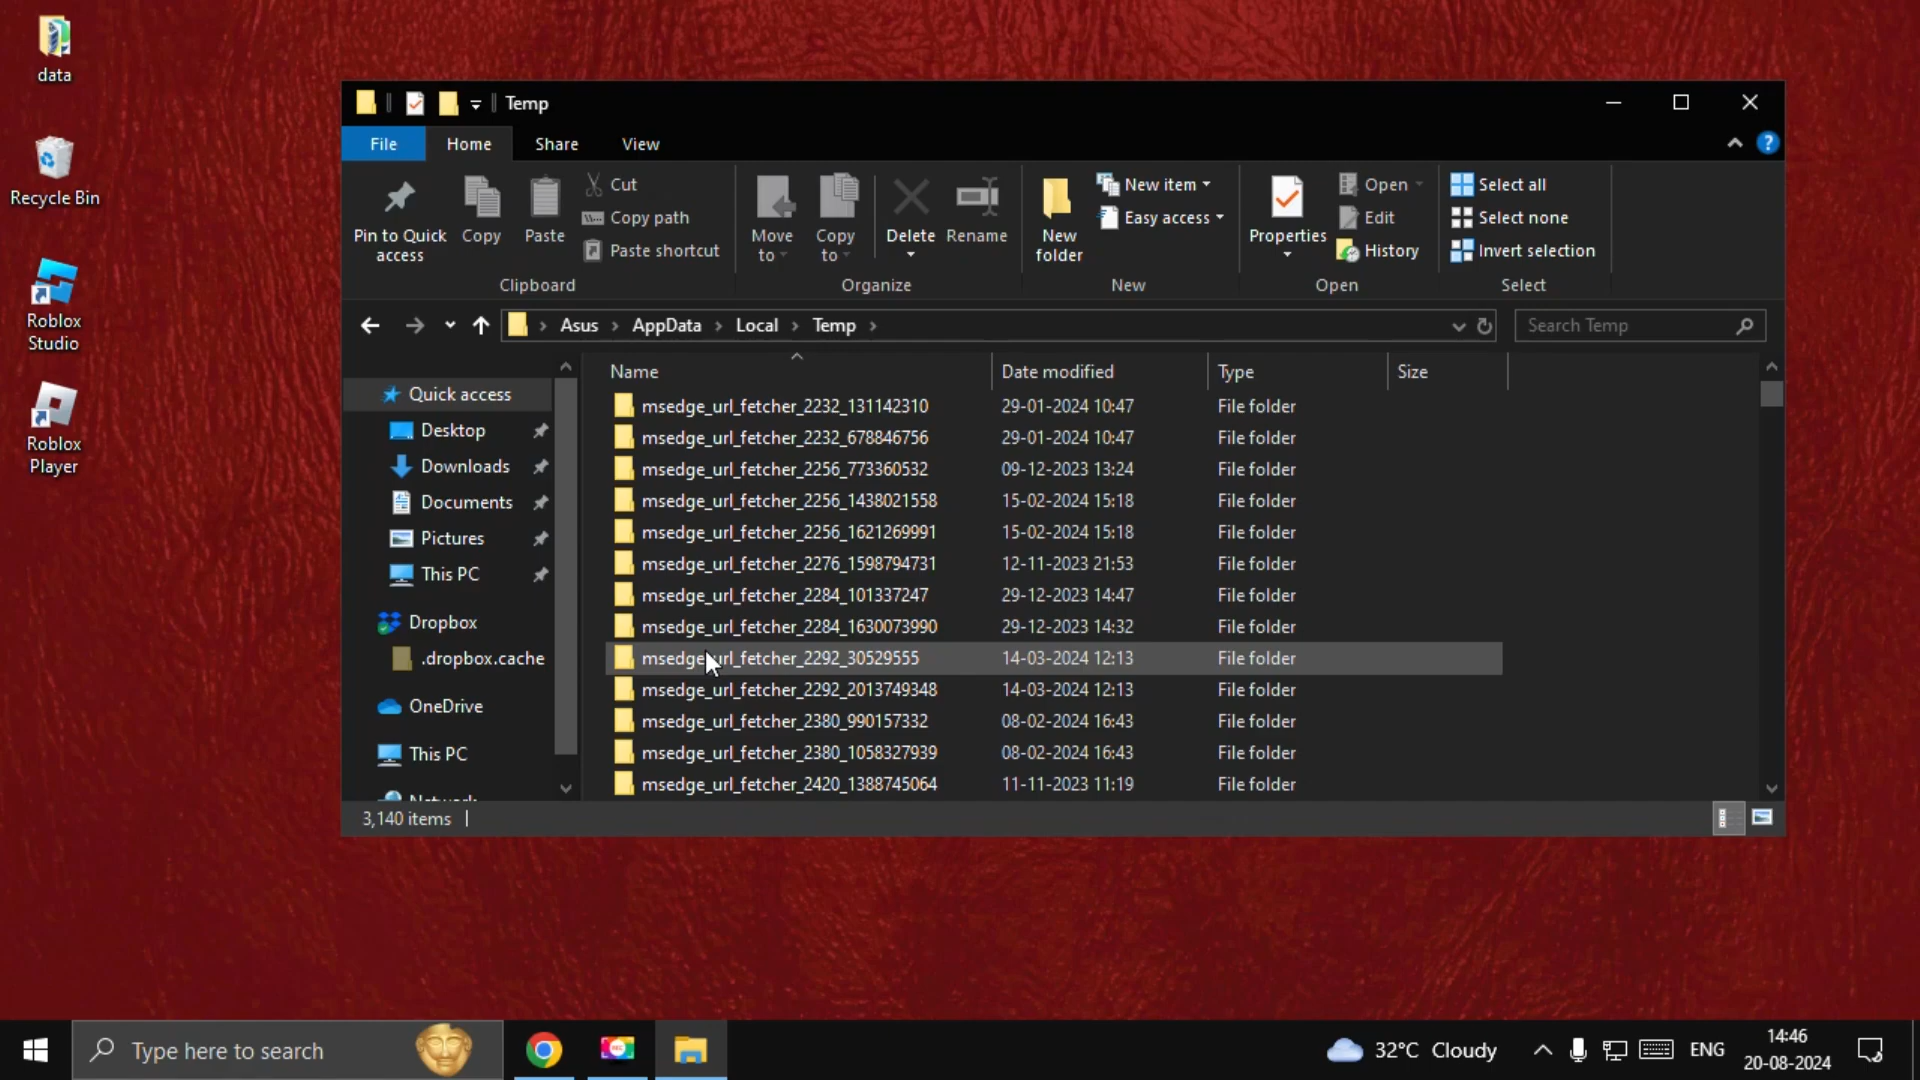 data
Recycle Bin
Roblox
Studio
Roblox
Player
Temp
File
Home
Share
View
?
Pin to Quick
access
Copy
Paste
Cut
Copy path
Paste shortcut
Clipboard
Move
to
Copy
to
Delete
Rename
Organize
New
folder
New item
Easy access
New
Properties
Open
Edit
History
Open
Select all
Select none
Invert selection
Select
Asus
AppData
Local
Temp
Search Temp
Quick access
Desktop
Downloads
Documents
Pictures
This PC
Dropbox
.dropbox.cache
OneDrive
This PC
Network
Name Date modified Type Size
msedge_url_fetcher_2232_131142310 29-01-2024 10:47 File folder
msedge_url_fetcher_2232_678846756 29-01-2024 10:47 File folder
msedge_url_fetcher_2256_773360532 09-12-2023 13:24 File folder
msedge_url_fetcher_2256_1438021558 15-02-2024 15:18 File folder
msedge_url_fetcher_2256_1621269991 15-02-2024 15:18 File folder
msedge_url_fetcher_2276_1598794731 12-11-2023 21:53 File folder
msedge_url_fetcher_2284_101337247 29-12-2023 14:47 File folder
msedge_url_fetcher_2284_1630073990 29-12-2023 14:32 File folder
msedge_url_fetcher_2292_30529555 14-03-2024 12:13 File folder
msedge_url_fetcher_2292_2013749348 14-03-2024 12:13 File folder
msedge_url_fetcher_2380_990157332 08-02-2024 16:43 File folder
msedge_url_fetcher_2380_1058327939 08-02-2024 16:43 File folder
msedge_url_fetcher_2420_1388745064 11-11-2023 11:19 File folder
3,140 items
Type here to search
32°C Cloudy
ENG
14:46
20-08-2024